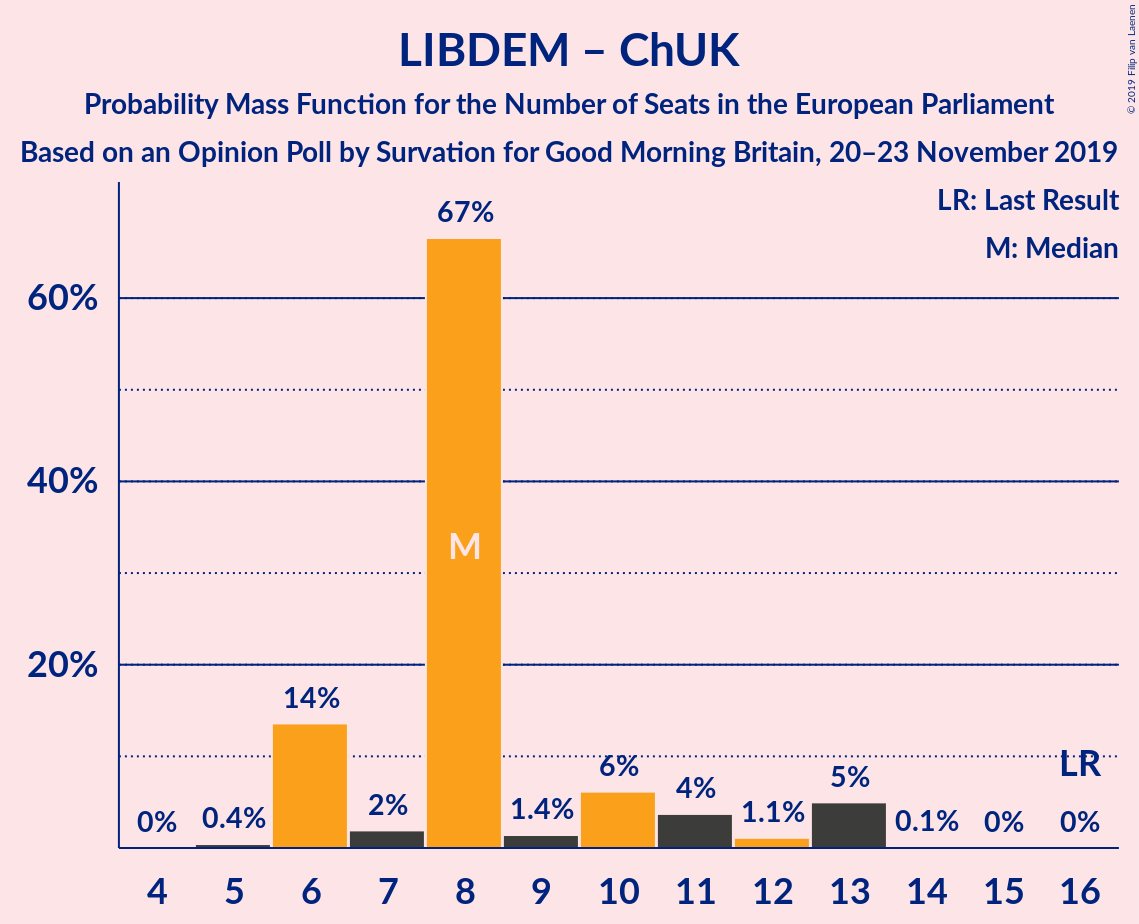 LIBDEM – ChUK
Probability Mass Function for the Number of Seats in the European Parliament
Based on an Opinion Poll by Survation for Good Morning Britain, 20–23 November 2019
© 2019 Filip van Laenen
LR: Last Result
M: Median
60%
40%
20%
0%
0.4%
14%
2%
67%
M
1.4%
6%
4%
1.1%
5%
0.1%
0%
LR
0%
4 5 6 7 8 9 10 11 12 13 14 15 16